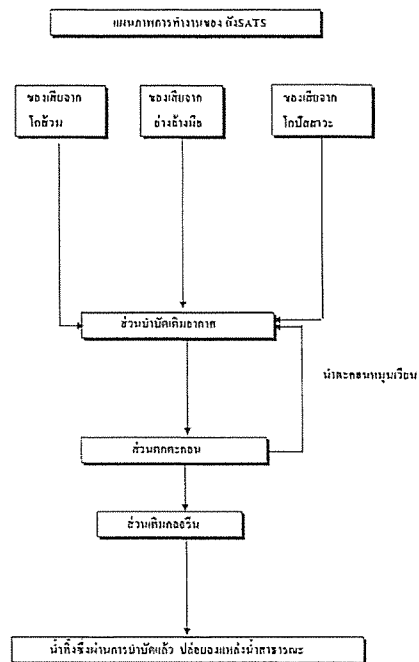 แผนภาพการทำงานของ ถังSATS
ของเสียจาก
โถส้วม
ของเสียจาก
อ่างล้างมือ
ของเสียจาก
โถปัสสาวะ
ส่วนบำบัดเติมอากาศ
นำตะกอนหมุนเวียน
ส่วนตกตะกอน
ส่วนเติมคลอรีน
น้ำทิ้งซึ่งผ่านการบำบัดแล้ว ปล่อยลงแหล่งน้ำสาธารณะ